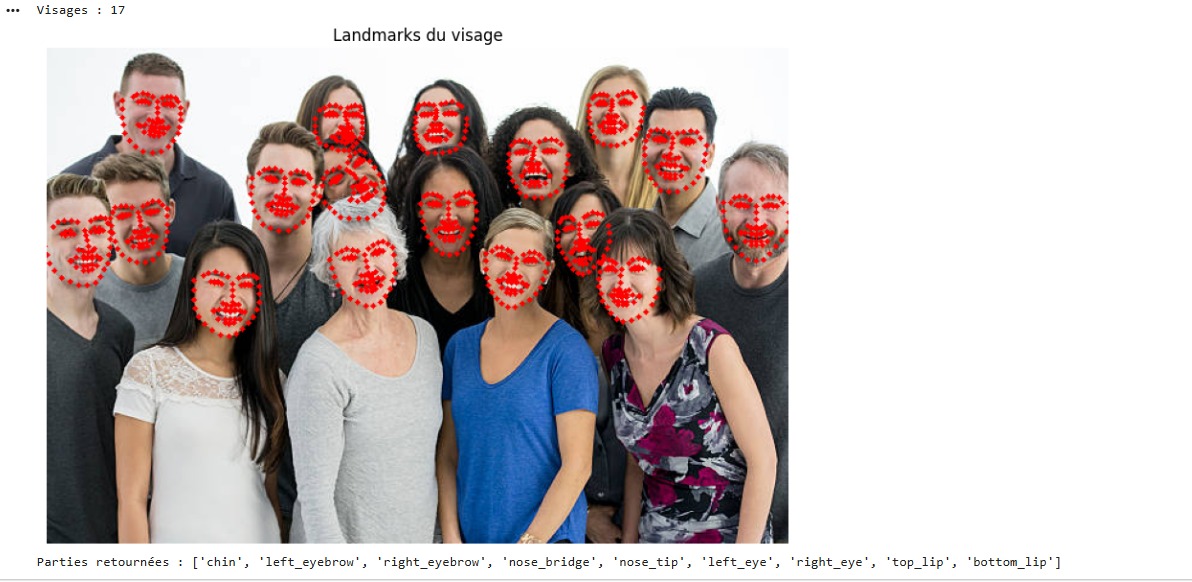 Visages : 17
Landmarks du visage
Parties retournées : ['chin', 'left_eyebrow', 'right_eyebrow', 'nose_bridge', 'nose_tip', 'left_eye', 'right_eye', 'top_lip', 'bottom_lip']